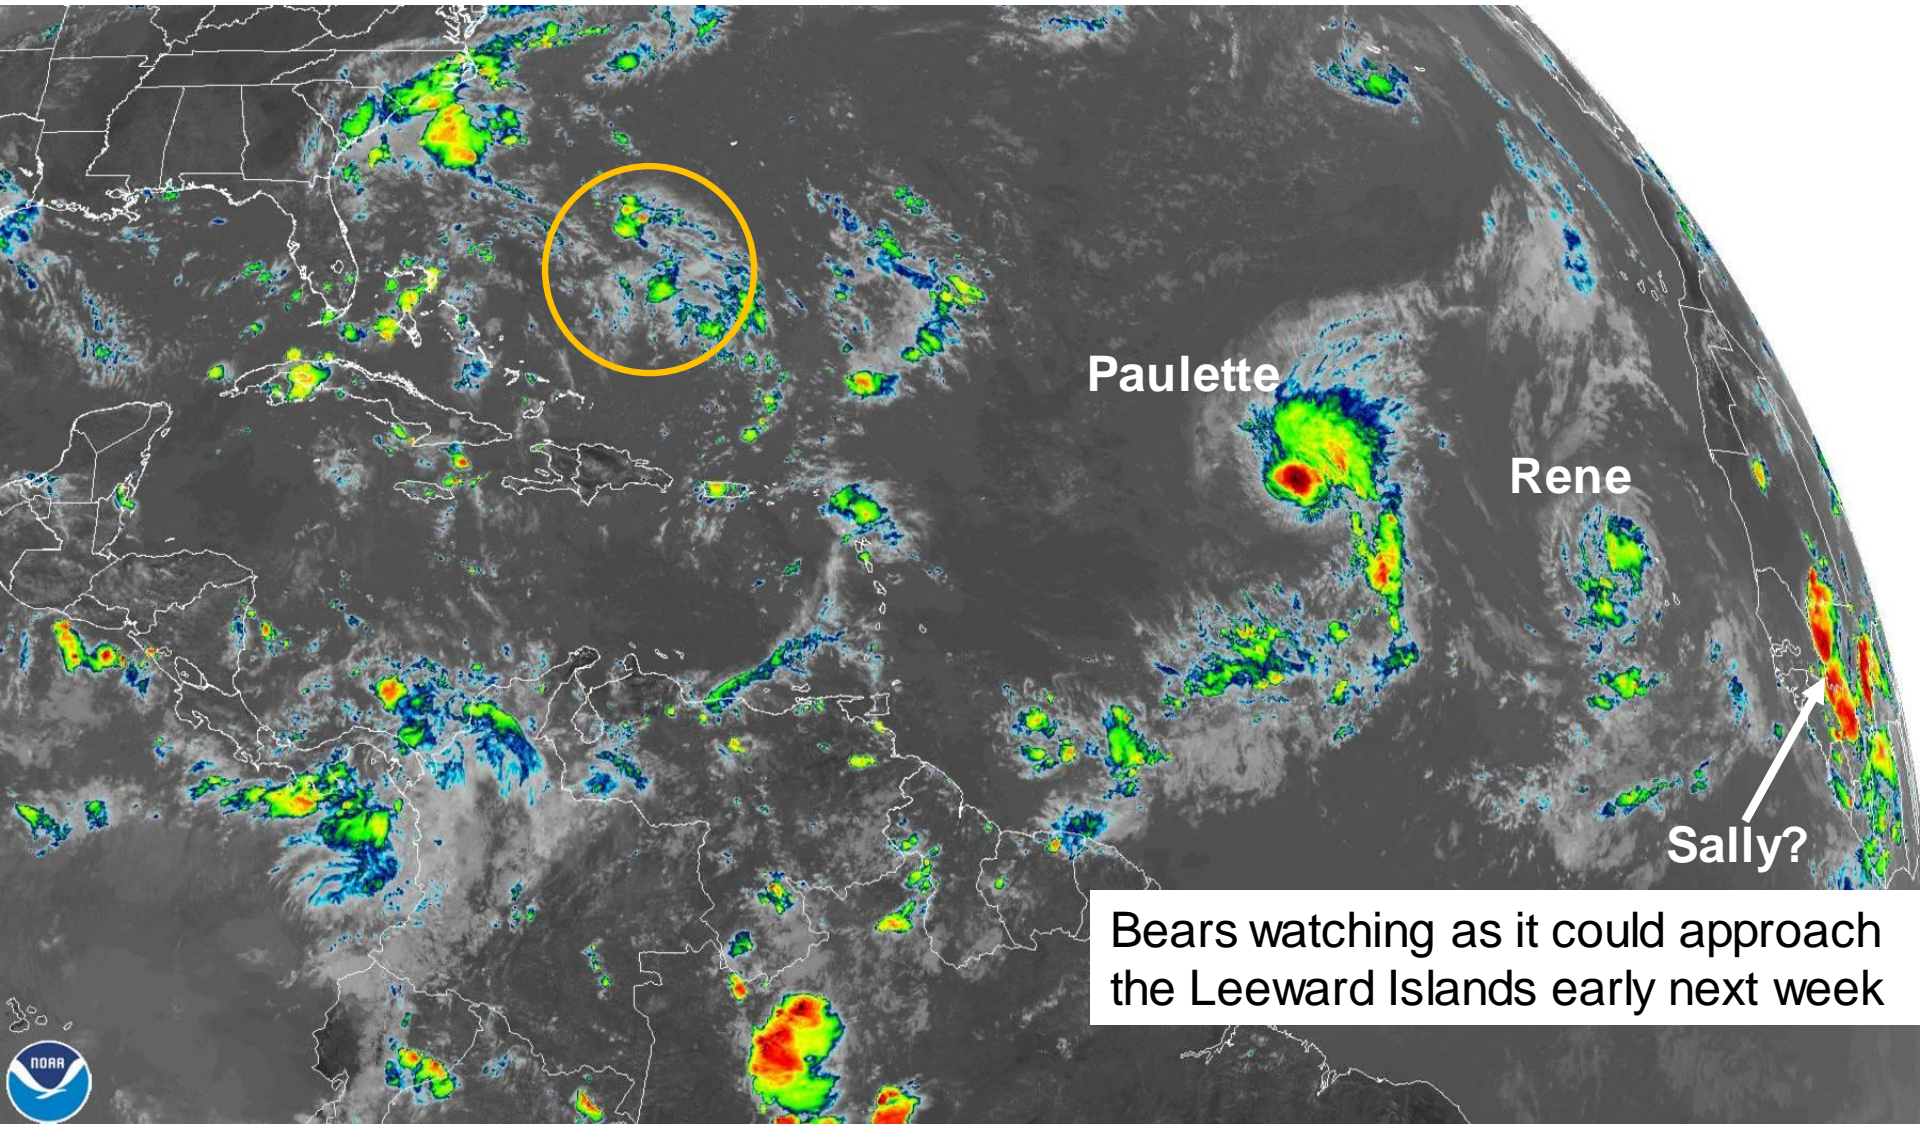 Paulette
Rene
Sally?
Bears watching as it could approach
the Leeward Islands early next week
NOAA